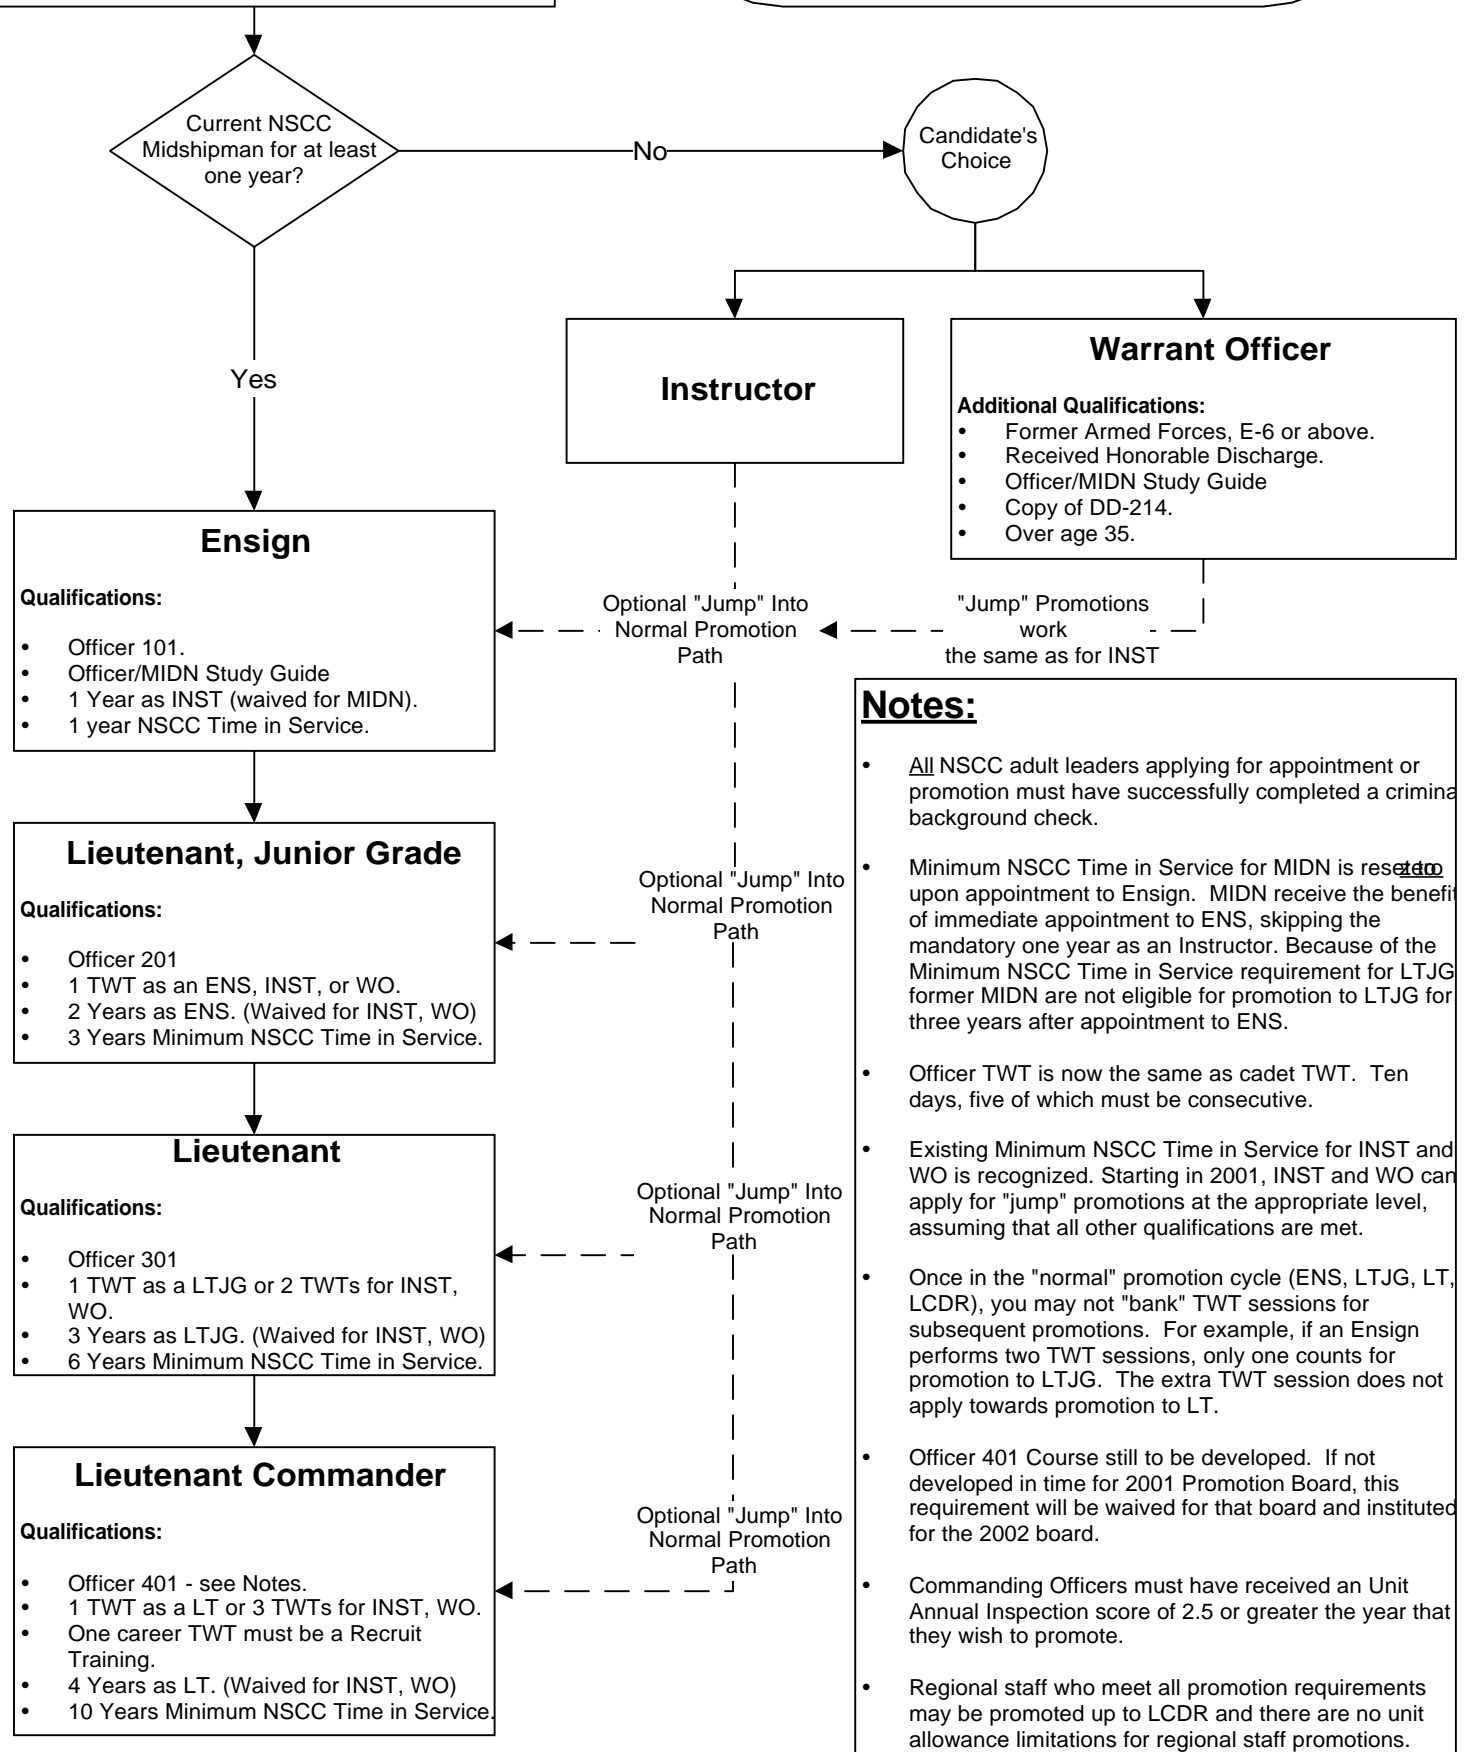 Current NSCC
Midshipman for at least
one year?
No
Candidate's
Choice
Yes
Instructor
Warrant Officer
Additional Qualifications:
• Former Armed Forces, E-6 or above.
• Received Honorable Discharge.
• Officer/MIDN Study Guide
• Copy of DD-214.
• Over age 35.
Ensign
Qualifications:
• Officer 101.
• Officer/MIDN Study Guide
• 1 Year as INST (waived for MIDN).
• 1 year NSCC Time in Service.
Optional "Jump" Into
Normal Promotion
Path
"Jump" Promotions
work
the same as for INST
Lieutenant, Junior Grade
Qualifications:
• Officer 201
• 1 TWT as an ENS, INST, or WO.
• 2 Years as ENS. (Waived for INST, WO)
• 3 Years Minimum NSCC Time in Service.
Optional "Jump" Into
Normal Promotion
Path
Lieutenant
Qualifications:
• Officer 301
• 1 TWT as a LTJG or 2 TWTs for INST,
WO.
• 3 Years as LTJG. (Waived for INST, WO)
• 6 Years Minimum NSCC Time in Service.
Optional "Jump" Into
Normal Promotion
Path
Lieutenant Commander
Qualifications:
• Officer 401 - see Notes.
• 1 TWT as a LT or 3 TWTs for INST, WO.
• One career TWT must be a Recruit
Training.
• 4 Years as LT. (Waived for INST, WO)
• 10 Years Minimum NSCC Time in Service.
Optional "Jump" Into
Normal Promotion
Path
Notes:
• All NSCC adult leaders applying for appointment or
promotion must have successfully completed a crimina
background check.
• Minimum NSCC Time in Service for MIDN is reset to zero
upon appointment to Ensign. MIDN receive the benefit
of immediate appointment to ENS, skipping the
mandatory one year as an Instructor. Because of the
Minimum NSCC Time in Service requirement for LTJG
former MIDN are not eligible for promotion to LTJG for
three years after appointment to ENS.
• Officer TWT is now the same as cadet TWT. Ten
days, five of which must be consecutive.
• Existing Minimum NSCC Time in Service for INST and
WO is recognized. Starting in 2001, INST and WO can
apply for "jump" promotions at the appropriate level,
assuming that all other qualifications are met.
• Once in the "normal" promotion cycle (ENS, LTJG, LT,
LCDR), you may not "bank" TWT sessions for
subsequent promotions. For example, if an Ensign
performs two TWT sessions, only one counts for
promotion to LTJG. The extra TWT session does not
apply towards promotion to LT.
• Officer 401 Course still to be developed. If not
developed in time for 2001 Promotion Board, this
requirement will be waived for that board and instituted
for the 2002 board.
• Commanding Officers must have received an Unit
Annual Inspection score of 2.5 or greater the year that
they wish to promote.
• Regional staff who meet all promotion requirements
may be promoted up to LCDR and there are no unit
allowance limitations for regional staff promotions.